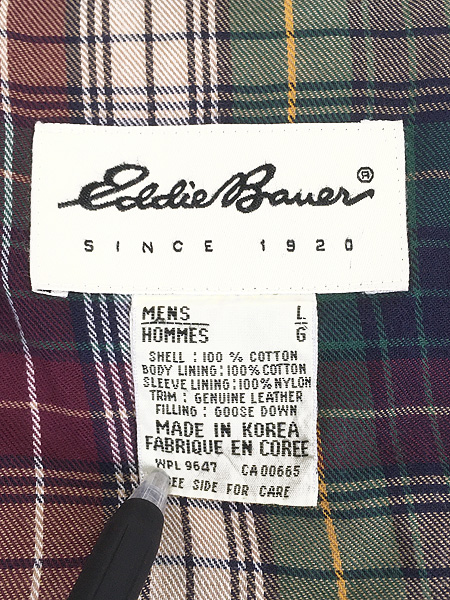 Eddie Bauer®
SINCE 1920
MENS L
HOMMES G
SHELL : 100 % COTTON
BODY LINING : 100% COTTON
SLEEVE LINING : 100% NYLON
TRIM : GENUINE LEATHER
FILLING : GOOSE DOWN
MADE IN KOREA
FABRIQUE EN COREE
WPL 9647 CA 00665
SEE SIDE FOR CARE